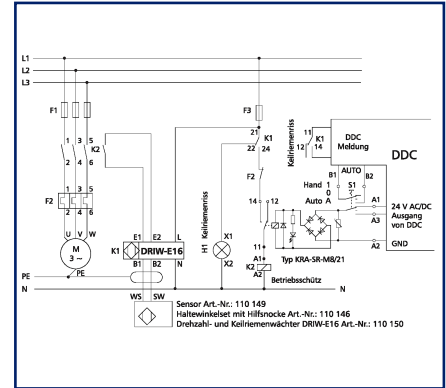 L1
L2
L3
F1
F3
1 3 5
K2
2 4 6
21
K1
22 24
Keilriemenriss
11
K1
12 14
DDC
Meldung
DDC
B1 AUTO B2
Hand 1
0
Auto A
S1
A1
A3
24 V AC/DC
Ausgang
von DDC
A2
GND
F2
1 3 5
2 4 6
F2
14 12
11
U V W
M
3 ~
PE
PE
N
E1 E2 L
K1
DRIW-E16
B1 B2 N
H1 Keilriemenriss
X1
X2
Typ KRA-SR-M8/21
A1
K2
A2
Betriebsschütz
N
WS SW
Sensor Art.-Nr.: 110 149
Haltewinkelset mit Hilfsnocke Art.-Nr.: 110 146
Drehzahl- und Keilriemenwächter DRIW-E16 Art.-Nr.: 110 150